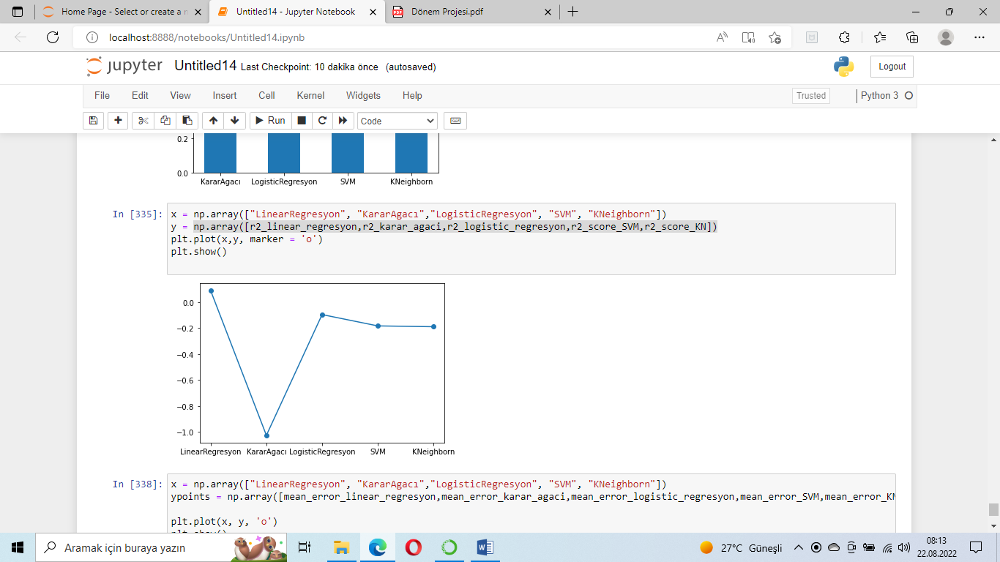 Home Page - Select or create a n
Untitled14 - Jupyter Notebook
PDF
Dönem Projesi.pdf
localhost:8888/notebooks/Untitled14.ipynb
jupyter Untitled14 Last Checkpoint: 10 dakika önce (autosaved)
Logout
File Edit View Insert Cell Kernel Widgets Help
Trusted
Python 3
Run
Code
0.2
0.0
KararAgacı LogisticRegresyon SVM KNeighborn
In [335]:
x = np.array(["LinearRegresyon", "KararAgacı","LogisticRegresyon", "SVM", "KNeighborn"])
y = np.array([r2_linear_regresyon,r2_karar_agaci,r2_logistic_regresyon,r2_score_SVM,r2_score_KN])
plt.plot(x,y, marker = 'o')
plt.show()
0.0
−0.2
−0.4
−0.6
−0.8
−1.0
LinearRegresyon KararAgacı LogisticRegresyon SVM KNeighborn
In [338]:
x = np.array(["LinearRegresyon", "KararAgacı","LogisticRegresyon", "SVM", "KNeighborn"])
ypoints = np.array([mean_error_linear_regresyon,mean_error_karar_agaci,mean_error_logistic_regresyon,mean_error_SVM,mean_error_KN
plt.plot(x, y, 'o')
plt.show()
Aramak için buraya yazın
27°C Güneşli
08:13
22.08.2022